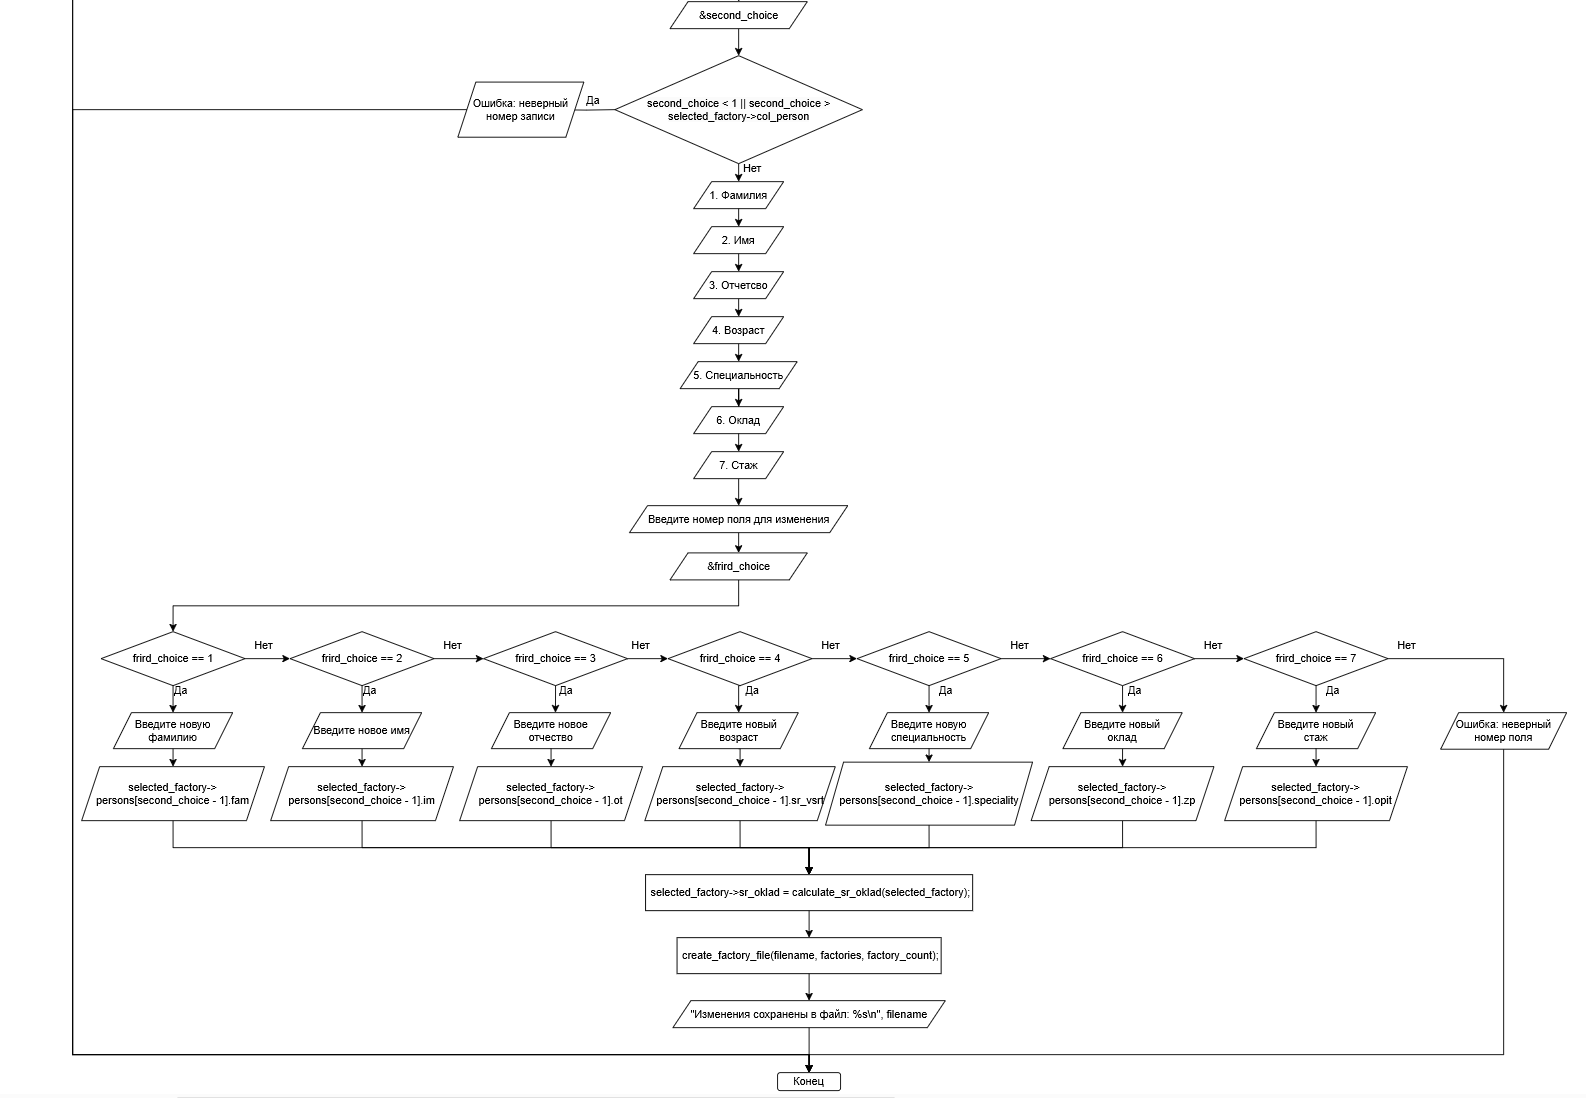 &second_choice
second_choice < 1 || second_choice >
selected_factory->col_person
Да
Ошибка: неверный
номер записи
Нет
1. Фамилия
2. Имя
3. Отчетсво
4. Возраст
5. Специальность
6. Оклад
7. Стаж
Введите номер поля для изменения
&frird_choice
frird_choice == 1
Нет
frird_choice == 2
Нет
frird_choice == 3
Нет
frird_choice == 4
Нет
frird_choice == 5
Нет
frird_choice == 6
Нет
frird_choice == 7
Нет
Да
Да
Да
Да
Да
Да
Да
Введите новую
фамилию
Введите новое имя
Введите новое
отчество
Введите новый
возраст
Введите новую
специальность
Введите новый
оклад
Введите новый
стаж
Ошибка: неверный
номер поля
selected_factory->
persons[second_choice - 1].fam
selected_factory->
persons[second_choice - 1].im
selected_factory->
persons[second_choice - 1].ot
selected_factory->
persons[second_choice - 1].sr_vsrt
selected_factory->
persons[second_choice - 1].speciality
selected_factory->
persons[second_choice - 1].zp
selected_factory->
persons[second_choice - 1].opit
selected_factory->sr_oklad = calculate_sr_oklad(selected_factory);
create_factory_file(filename, factories, factory_count);
"Изменения сохранены в файл: %s\n", filename
Конец